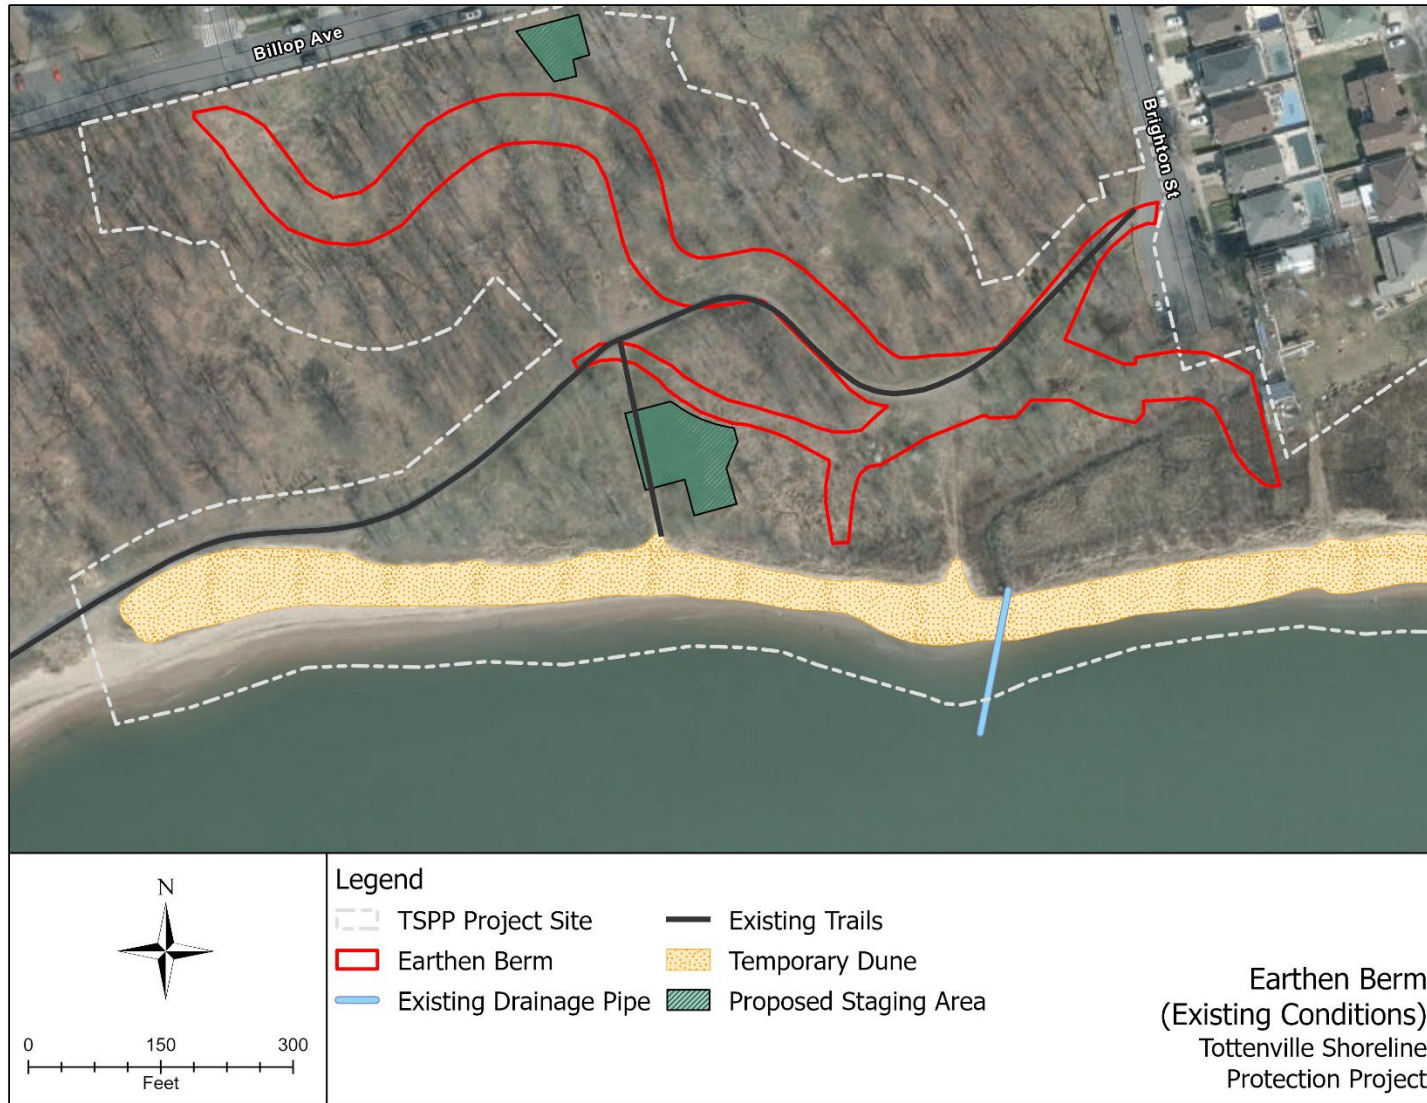 Billop Ave
Brighton St
N
0 150 300
Feet
Legend
TSPP Project Site
Earthen Berm
Existing Drainage Pipe
Existing Trails
Temporary Dune
Proposed Staging Area
Earthen Berm
(Existing Conditions)
Tottenville Shoreline
Protection Project